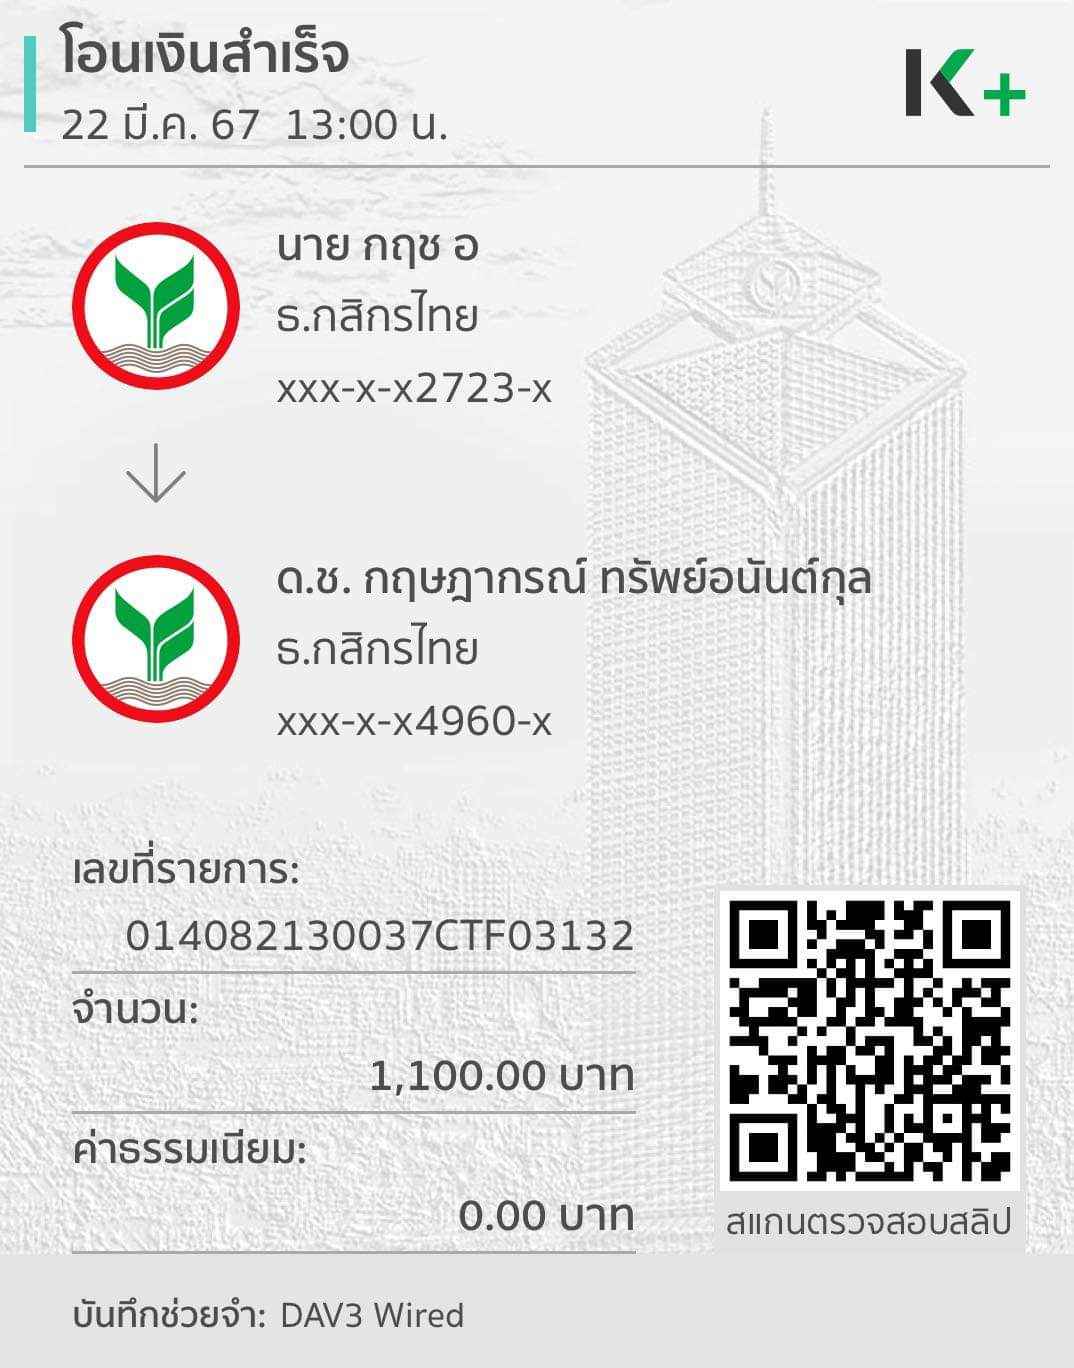 โอนเงินสำเร็จ
22 มี.ค. 67 13:00 น.
K+
นาย กฤช อ
ธ.กสิกรไทย
xxx-x-x2723-x
ด.ช. กฤษฎากรณ์ ทรัพย์อนันต์กุล
ธ.กสิกรไทย
xxx-x-x4960-x
เลขที่รายการ:
014082130037CTF03132
จำนวน:
1,100.00 บาท
ค่าธรรมเนียม:
0.00 บาท
สแกนตรวจสอบสลิป
บันทึกช่วยจำ: DAV3 Wired